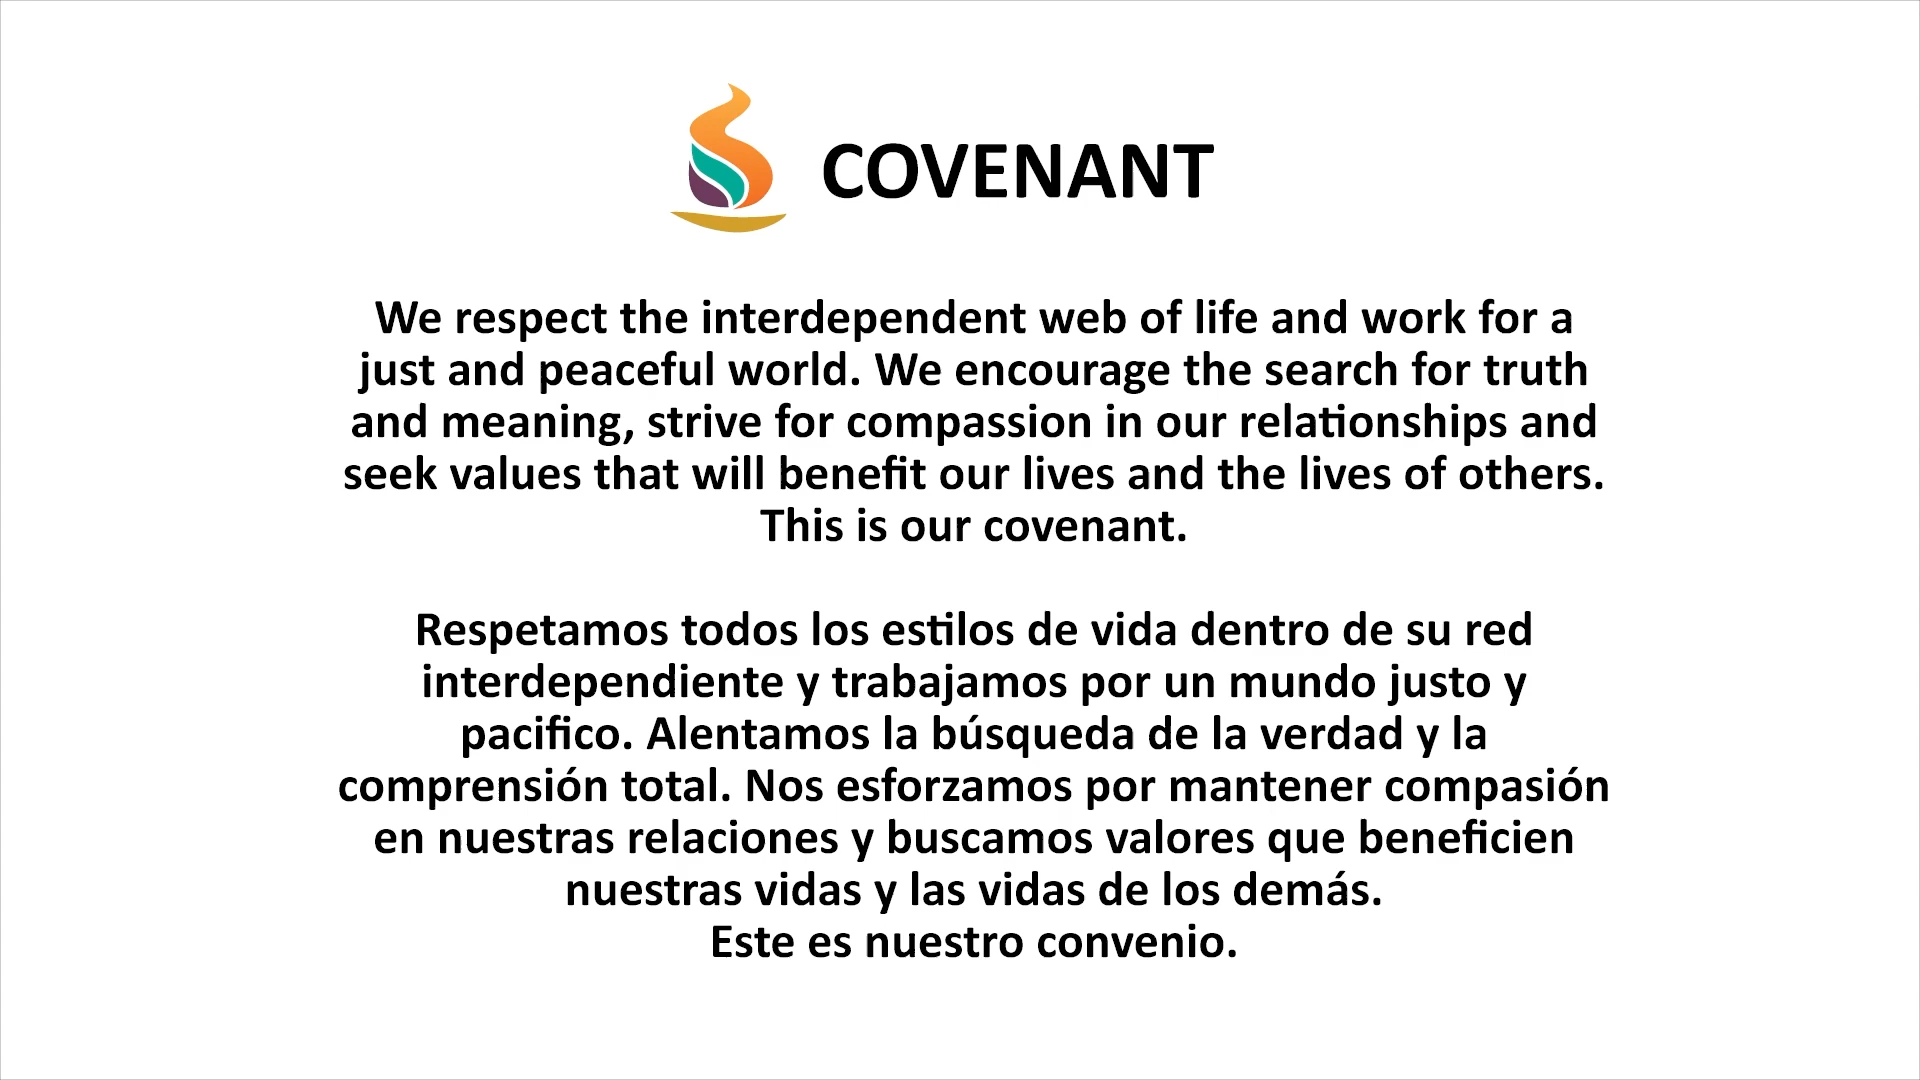 COVENANT
We respect the interdependent web of life and work for a
just and peaceful world. We encourage the search for truth
and meaning, strive for compassion in our relationships and
seek values that will benefit our lives and the lives of others.
This is our covenant.
Respetamos todos los estilos de vida dentro de su red
interdependiente y trabajamos por un mundo justo y
pacifico. Alentamos la búsqueda de la verdad y la
comprensión total. Nos esforzamos por mantener compasión
en nuestras relaciones y buscamos valores que beneficien
nuestras vidas y las vidas de los demás.
Este es nuestro convenio.